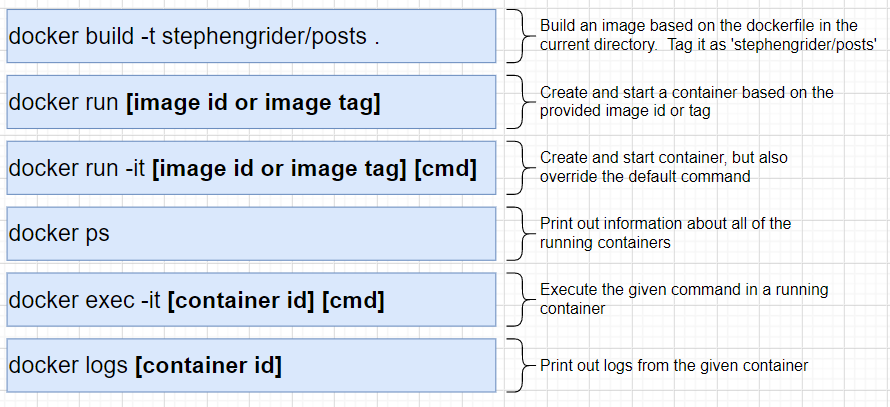 docker build -t stephengrider/posts .
Build an image based on the dockerfile in the
current directory.  Tag it as 'stephengrider/posts'
docker run [image id or image tag]
Create and start a container based on the
provided image id or tag
docker run -it [image id or image tag] [cmd]
Create and start container, but also
override the default command
docker ps
Print out information about all of the
running containers
docker exec -it [container id] [cmd]
Execute the given command in a running
container
docker logs [container id]
Print out logs from the given container